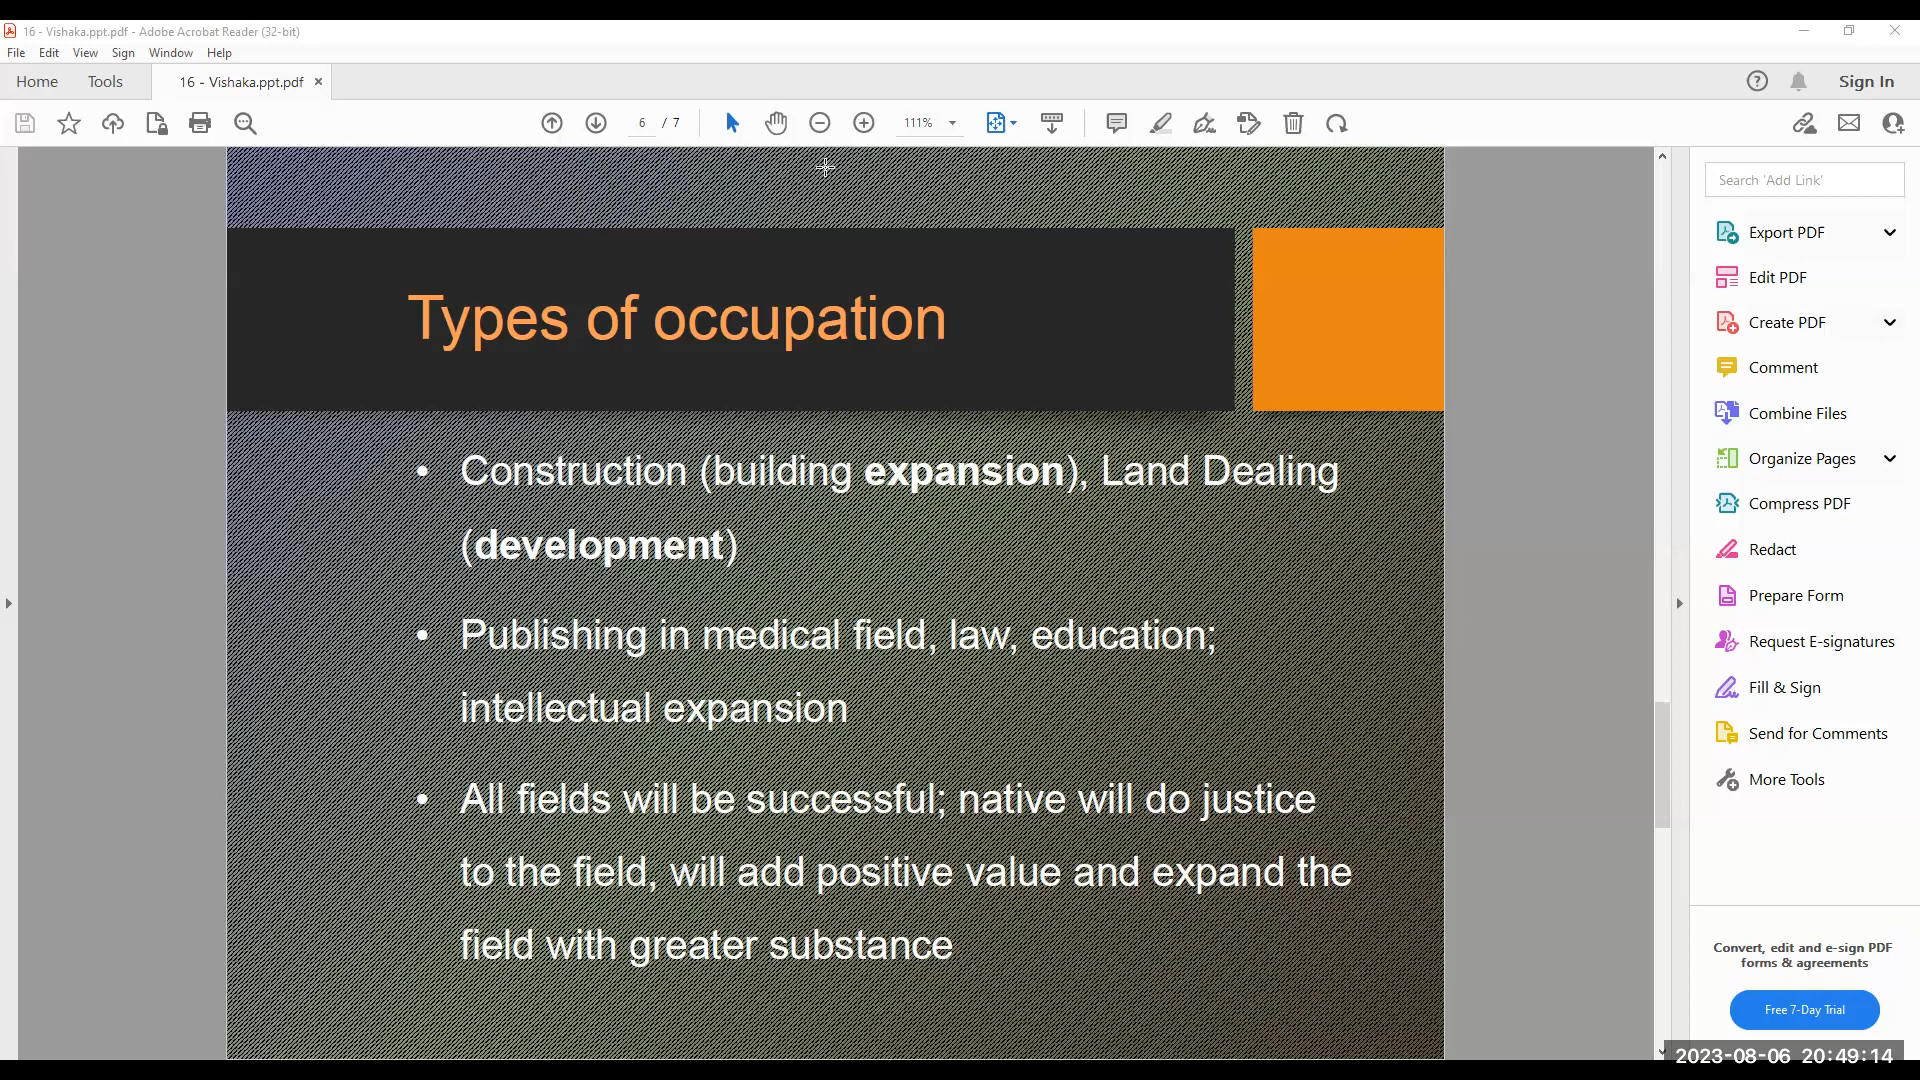 16 - Vishaka.ppt.pdf - Adobe Acrobat Reader (32-bit)
File Edit View Sign Window Help
Home Tools 16 - Vishaka.ppt.pdf × Sign In
6 / 7 111%
Search 'Add Link'
Export PDF
Edit PDF
Create PDF
Comment
Combine Files
Organize Pages
Compress PDF
Redact
Prepare Form
Request E-signatures
Fill & Sign
Send for Comments
More Tools
Convert, edit and e-sign PDF
forms & agreements
Free 7-Day Trial
Types of occupation
• Construction (building expansion), Land Dealing
(development)
• Publishing in medical field, law, education;
intellectual expansion
• All fields will be successful; native will do justice
to the field, will add positive value and expand the
field with greater substance
2023-08-06 20:49:14